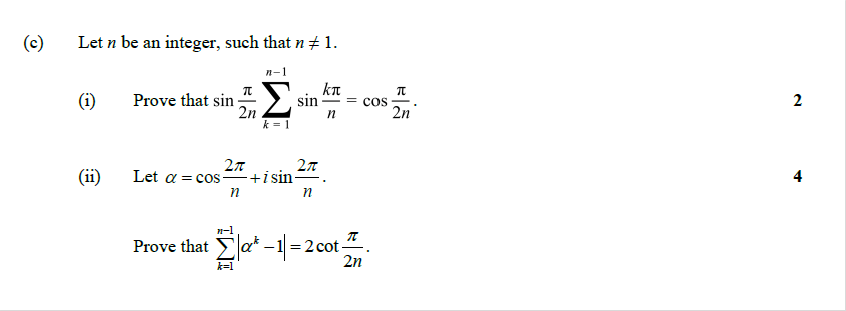 (c) Let n be an integer, such that n ≠ 1.
(i) Prove that sin π/2n ∑_{k = 1}^{n−1} sin kπ/n = cos π/2n . 2
(ii) Let α = cos 2π/n + i sin 2π/n . 4
Prove that ∑_{k=1}^{n−1} |α^k − 1| = 2 cot π/2n .